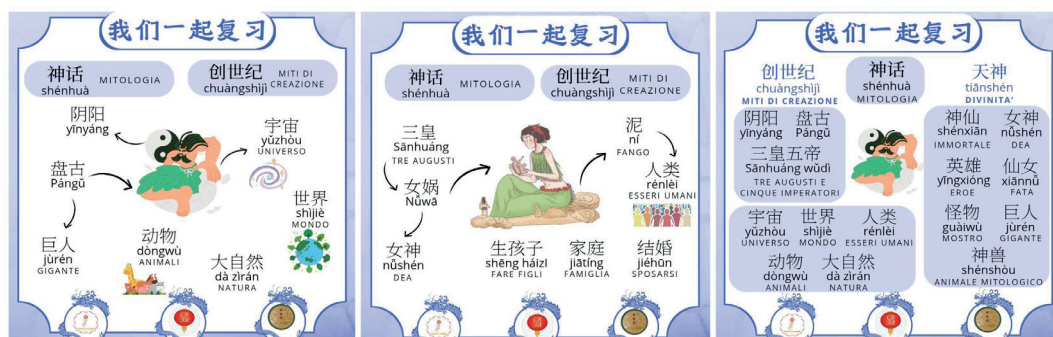 我们一起复习
神话
shénhuà
MITOLOGIA
创世纪
chuàngshìjì
MITI DI
CREAZIONE
阴阳
yīnyáng
宇宙
yǔzhòu
UNIVERSO
盘古
Pángǔ
世界
shìjiè
MONDO
巨人
jùrén
GIGANTE
动物
dòngwù
ANIMALI
大自然
dà zìrán
NATURA
我们一起复习
神话
shénhuà
MITOLOGIA
创世纪
chuàngshìjì
MITI DI
CREAZIONE
三皇
Sānhuáng
TRE AUGUSTI
泥
ní
FANGO
女娲
Nǚwā
人类
rénlèi
ESSERI UMANI
女神
nǚshén
DEA
生孩子
shēng háizǐ
FARE FIGLI
家庭
jiātíng
FAMIGLIA
结婚
jiéhūn
SPOSARSI
我们一起复习
创世纪
chuàngshìjì
MITI DI CREAZIONE
神话
shénhuà
MITOLOGIA
天神
tiānshén
DIVINITA'
阴阳 盘古
yīnyáng Pángǔ
三皇五帝
Sānhuáng wǔdì
TRE AUGUSTI E
CINQUE IMPERATORI
神仙 女神
shénxiān nǚshén
IMMORTALE DEA
英雄 仙女
yīngxióng xiānnǚ
EROE FATA
怪物 巨人
guàiwù jùrén
MOSTRO GIGANTE
神兽
shénshòu
ANIMALE MITOLOGICO
宇宙 世界 人类
yǔzhòu shìjiè rénlèi
UNIVERSO MONDO ESSERI UMANI
动物 大自然
dòngwù dà zìrán
ANIMALI NATURA